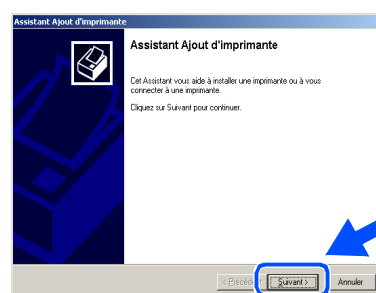 Assistant Ajout d'imprimante
Assistant Ajout d'imprimante
Cet Assistant vous aide à installer une imprimante ou à vous
connecter à une imprimante.
Cliquez sur Suivant pour continuer.
< Précédent Suivant > Annuler